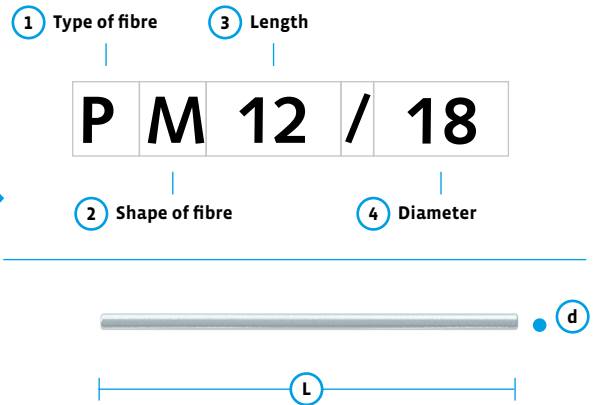 1 Type of fibre
3 Length
P M 12 / 18
2 Shape of fibre
4 Diameter
d
L